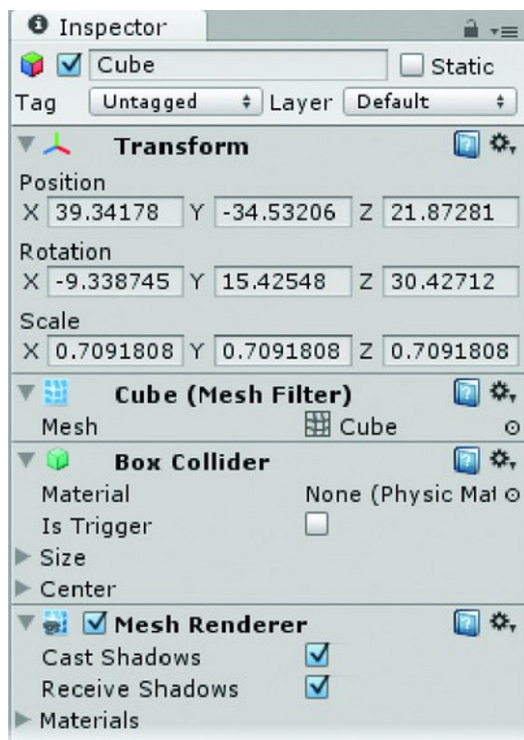 Inspector
Cube Static
Tag Untagged Layer Default
Transform
Position
X 39.34178 Y -34.53206 Z 21.87281
Rotation
X -9.338745 Y 15.42548 Z 30.42712
Scale
X 0.7091808 Y 0.7091808 Z 0.7091808
Cube (Mesh Filter)
Mesh Cube
Box Collider
Material None (Physic Mat
Is Trigger
Size
Center
Mesh Renderer
Cast Shadows
Receive Shadows
Materials